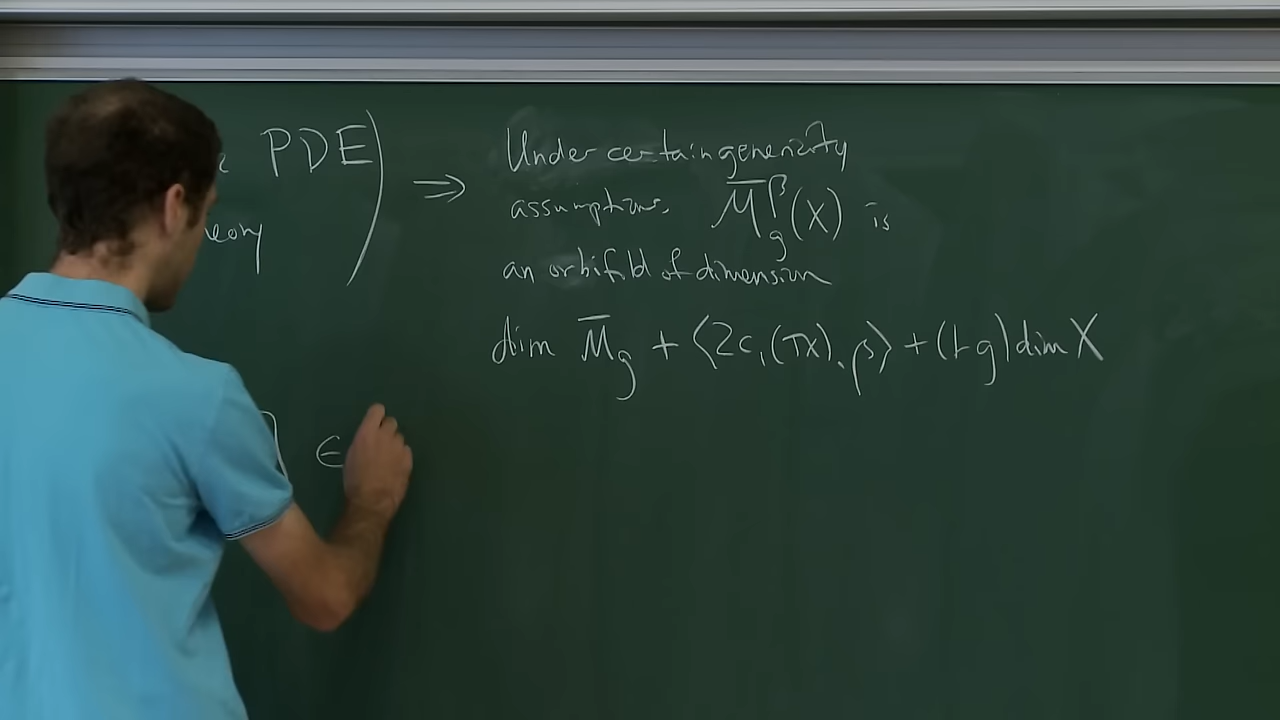 PDE
eory
⇒ Under certain genericity
assumptions, M̄_g^β(X) is
an orbifold of dimension
dim M̄_g + ⟨2c₁(TX), β⟩ + (1-g) dim X
∈